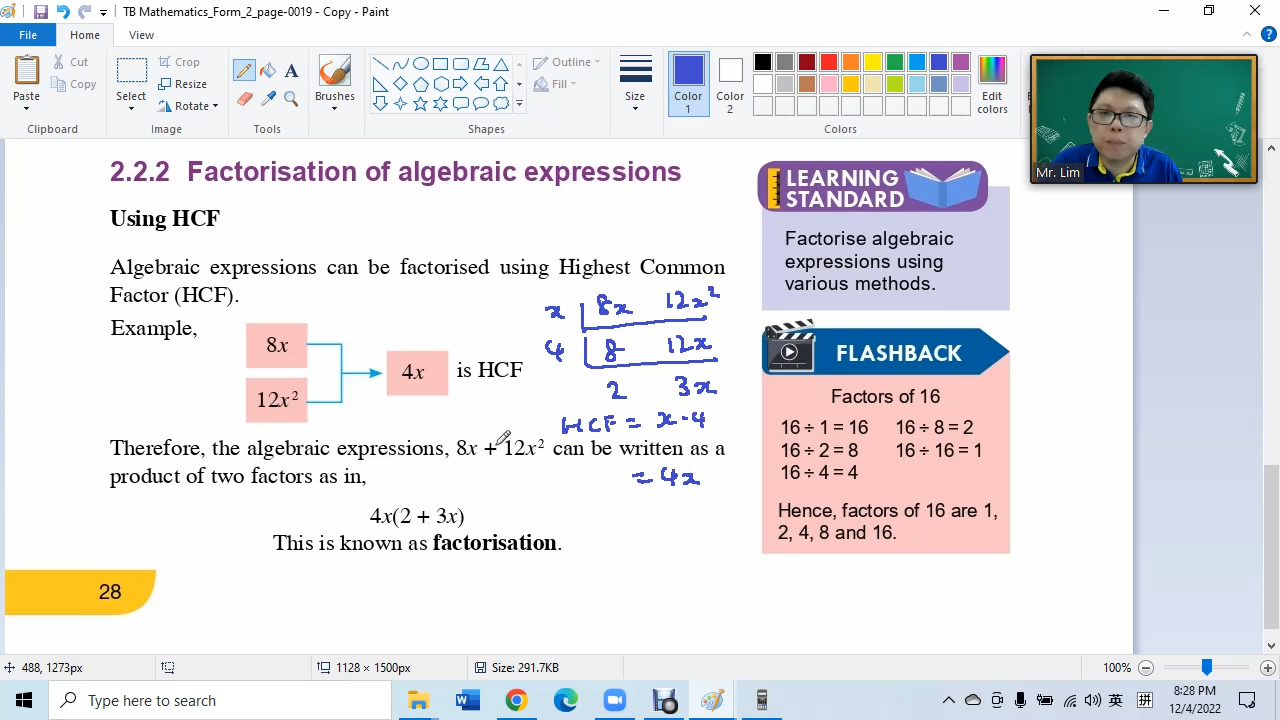 TB Mathematics_Form_2_page-0019 - Copy - Paint
File Home View
Paste
Cut
Copy
Clipboard
Select
Crop
Resize
Rotate
Image
Tools
Brushes
Shapes
Outline
Fill
Size
Color 1
Color 2
Colors
Edit colors
Mr. Lim
2.2.2 Factorisation of algebraic expressions
Using HCF
Algebraic expressions can be factorised using Highest Common
Factor (HCF).
Example,
8x
12x²
4x
is HCF
x 8x 12x²
4 8 12x
2 3x
HCF = x·4
= 4x
Therefore, the algebraic expressions, 8x + 12x² can be written as a
product of two factors as in,
4x(2 + 3x)
This is known as factorisation.
28
LEARNING
STANDARD
Factorise algebraic
expressions using
various methods.
FLASHBACK
Factors of 16
16 ÷ 1 = 16 16 ÷ 8 = 2
16 ÷ 2 = 8 16 ÷ 16 = 1
16 ÷ 4 = 4
Hence, factors of 16 are 1,
2, 4, 8 and 16.
488, 1273px
1128 × 1500px
Size: 291.7KB
100%
Type here to search
英
拼
8:28 PM
12/4/2022